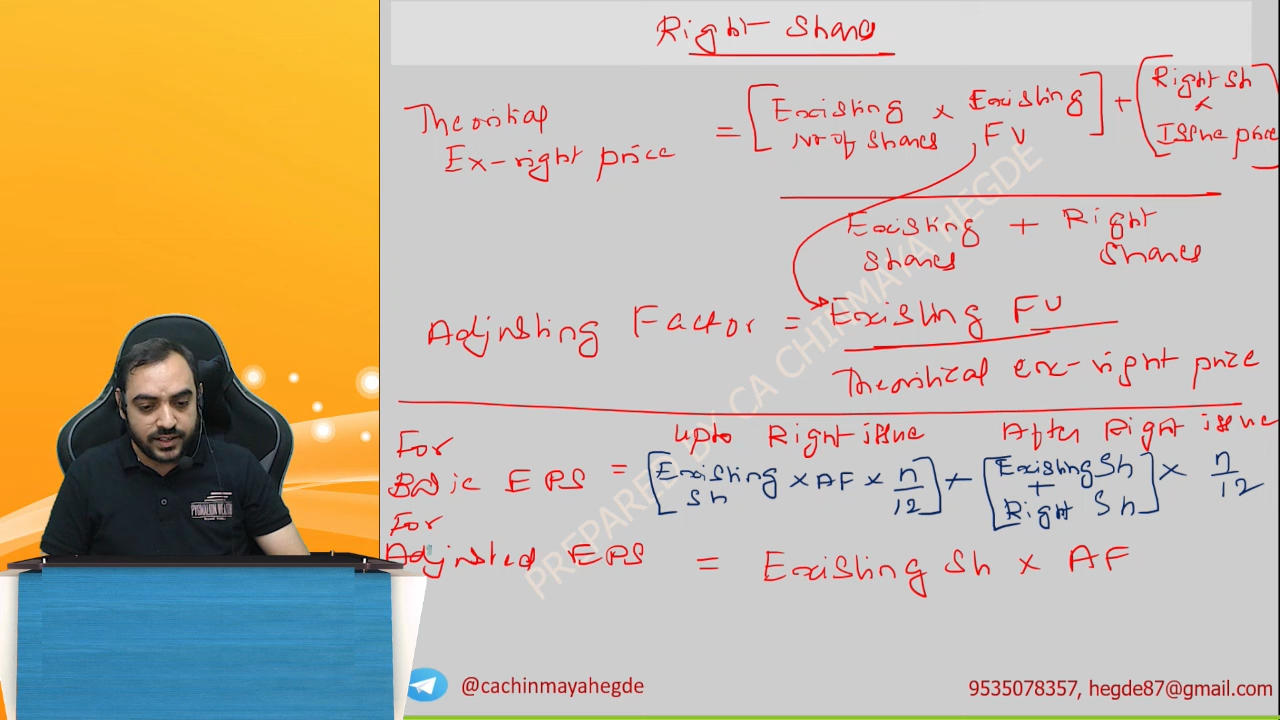 Right Share
Theoritial
Ex-right price
= [Existing Nr of shares × Existing FV] + [Right Sh × Issue price]
Existing shares + Right Shares
Adjusting Factor = Existing FV
Theoritical ex-right price
upto Right issue After Right issue
For
Basic EPS = [Existing Sh × AF × n/12] + [Existing Sh + Right Sh] × n/12
For
Adjusted EPS = Existing Sh × AF
PREPARED BY CA CHINMAYA HEGDE
@cachinmayahegde
9535078357, hegde87@gmail.com